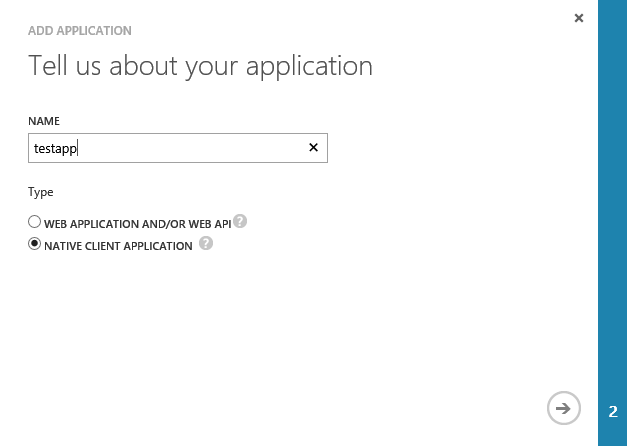 ADD APPLICATION
Tell us about your application
NAME
testapp
Type
WEB APPLICATION AND/OR WEB API ?
NATIVE CLIENT APPLICATION ?
2